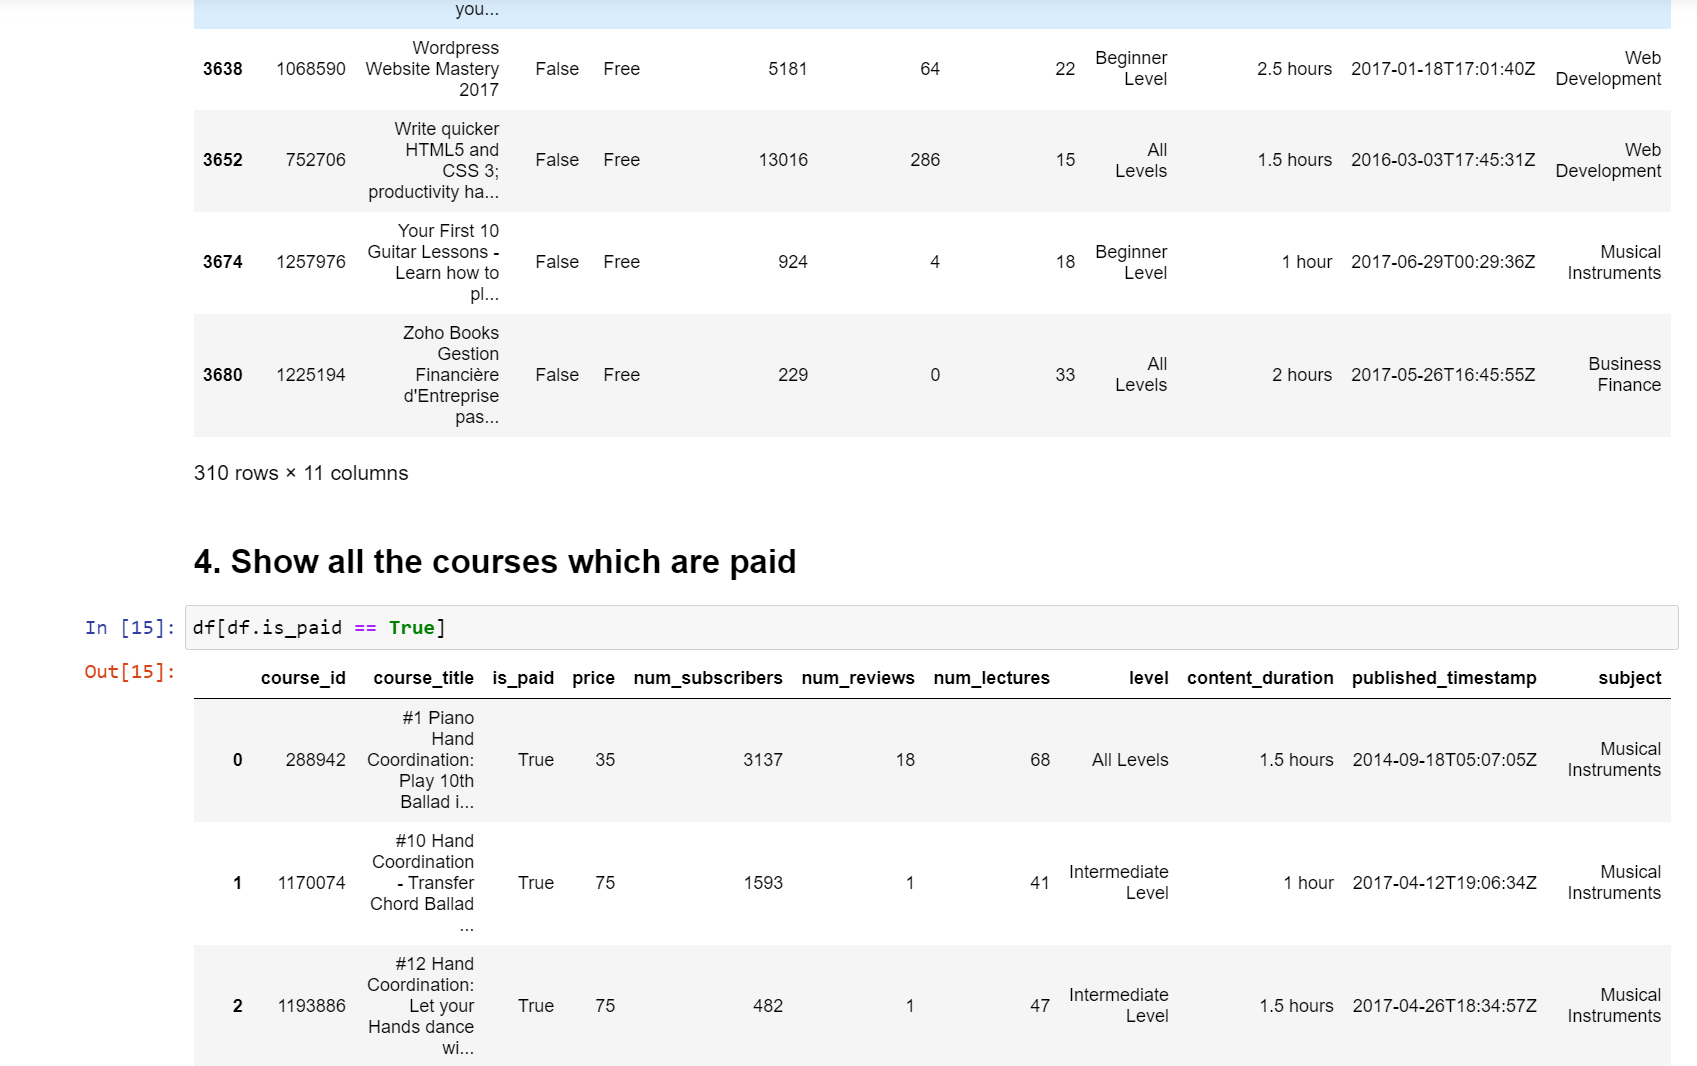 you...
Wordpress
Website Mastery
2017
3638 1068590 False Free 5181 64 22 Beginner Level 2.5 hours 2017-01-18T17:01:40Z Web Development
Write quicker
HTML5 and
CSS 3;
productivity ha...
3652 752706 False Free 13016 286 15 All Levels 1.5 hours 2016-03-03T17:45:31Z Web Development
Your First 10
Guitar Lessons -
Learn how to
pl...
3674 1257976 False Free 924 4 18 Beginner Level 1 hour 2017-06-29T00:29:36Z Musical Instruments
Zoho Books
Gestion
Financière
d'Entreprise
pas...
3680 1225194 False Free 229 0 33 All Levels 2 hours 2017-05-26T16:45:55Z Business Finance
310 rows × 11 columns
4. Show all the courses which are paid
In [15]: df[df.is_paid == True]
Out[15]:
course_id course_title is_paid price num_subscribers num_reviews num_lectures level content_duration published_timestamp subject
#1 Piano
Hand
Coordination:
Play 10th
Ballad i...
0 288942 True 35 3137 18 68 All Levels 1.5 hours 2014-09-18T05:07:05Z Musical Instruments
#10 Hand
Coordination
- Transfer
Chord Ballad
...
1 1170074 True 75 1593 1 41 Intermediate Level 1 hour 2017-04-12T19:06:34Z Musical Instruments
#12 Hand
Coordination:
Let your
Hands dance
wi...
2 1193886 True 75 482 1 47 Intermediate Level 1.5 hours 2017-04-26T18:34:57Z Musical Instruments